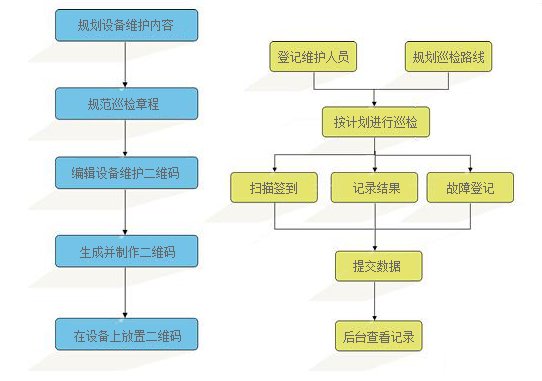 规划设备维护内容
规范巡检章程
编辑设备维护二维码
生成并制作二维码
在设备上放置二维码
登记维护人员
规划巡检路线
按计划进行巡检
扫描签到
记录结果
故障登记
提交数据
后台查看记录